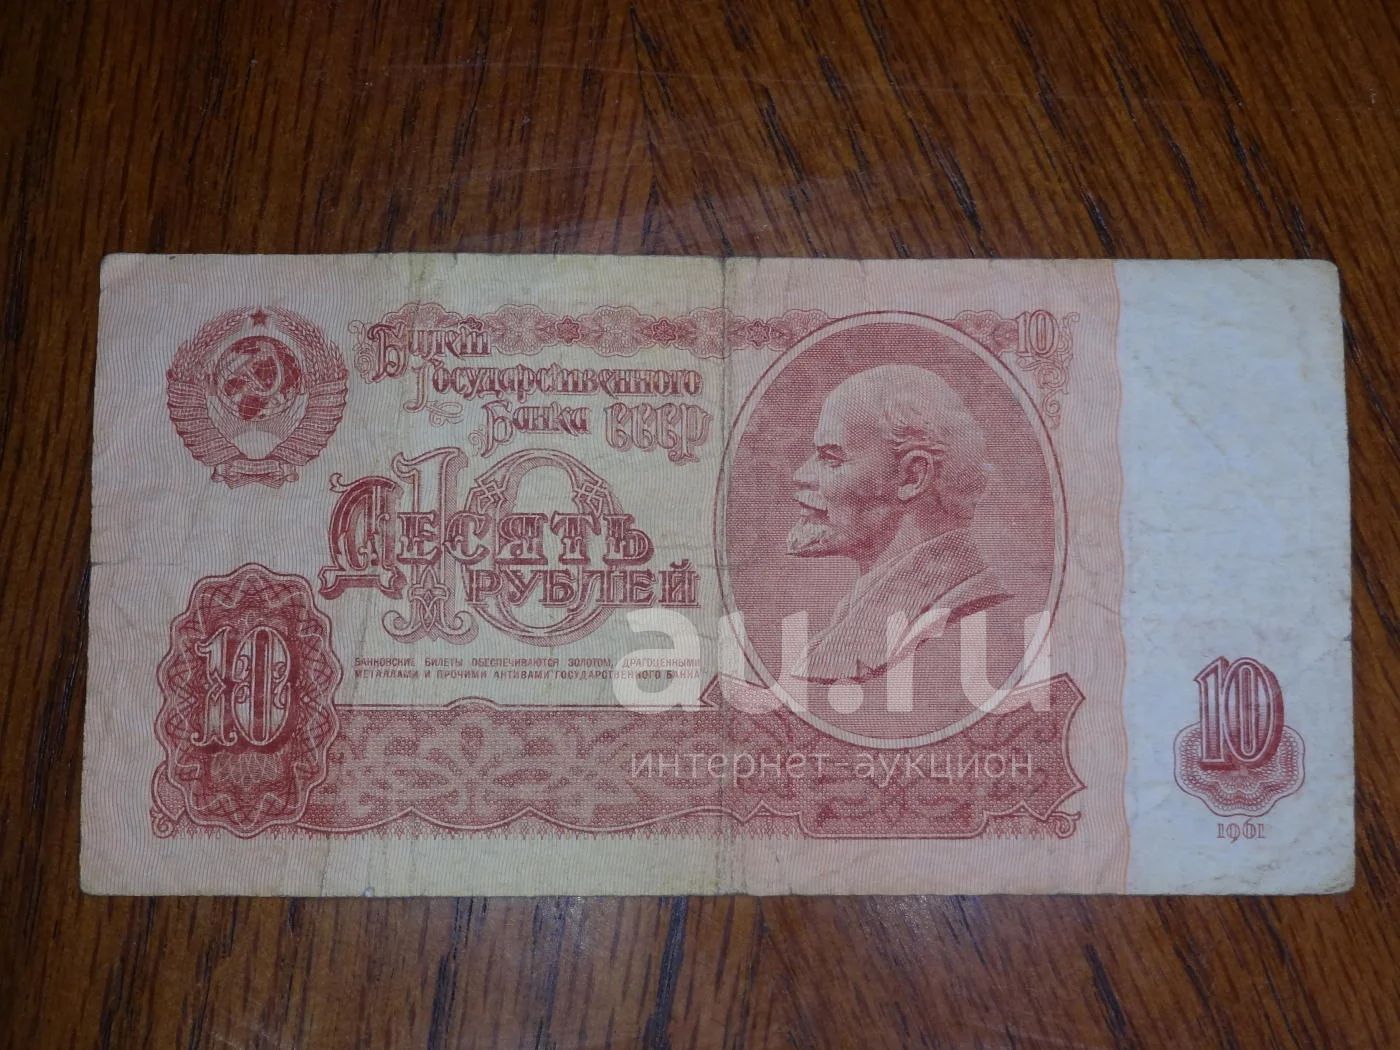 Билет
Государственного
Банка СССР
10
10
Десять
рублей
БАНКОВСКИЕ БИЛЕТЫ ОБЕСПЕЧИВАЮТСЯ ЗОЛОТОМ, ДРАГОЦЕННЫМИ
МЕТАЛЛАМИ И ПРОЧИМИ АКТИВАМИ ГОСУДАРСТВЕННОГО БАНКА
10
10
1961
au.ru
интернет-аукцион